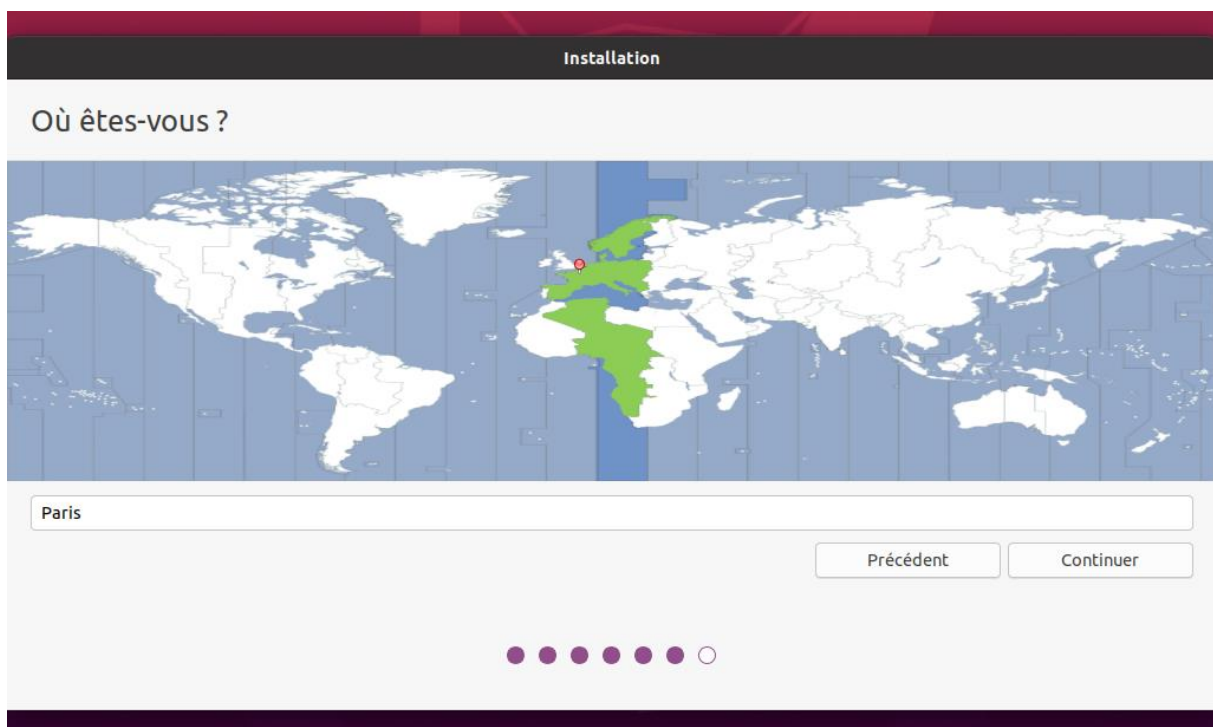 Installation
Où êtes-vous ?
Paris
Précédent
Continuer